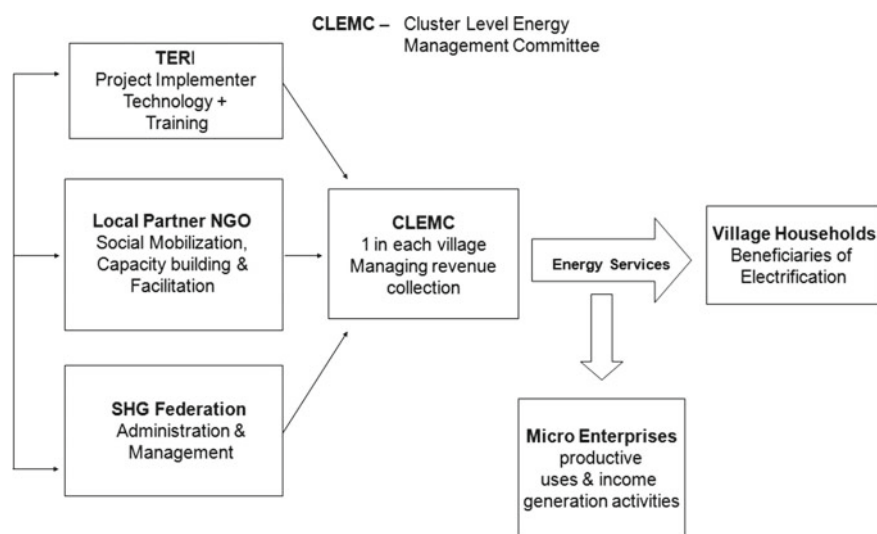 CLEMC – Cluster Level Energy
Management Committee
TERI
Project Implementer
Technology +
Training
Local Partner NGO
Social Mobilization,
Capacity building &
Facilitation
SHG Federation
Administration &
Management
CLEMC
1 in each village
Managing revenue
collection
Energy Services
Village Households
Beneficiaries of
Electrification
Micro Enterprises
productive
uses & income
generation activities